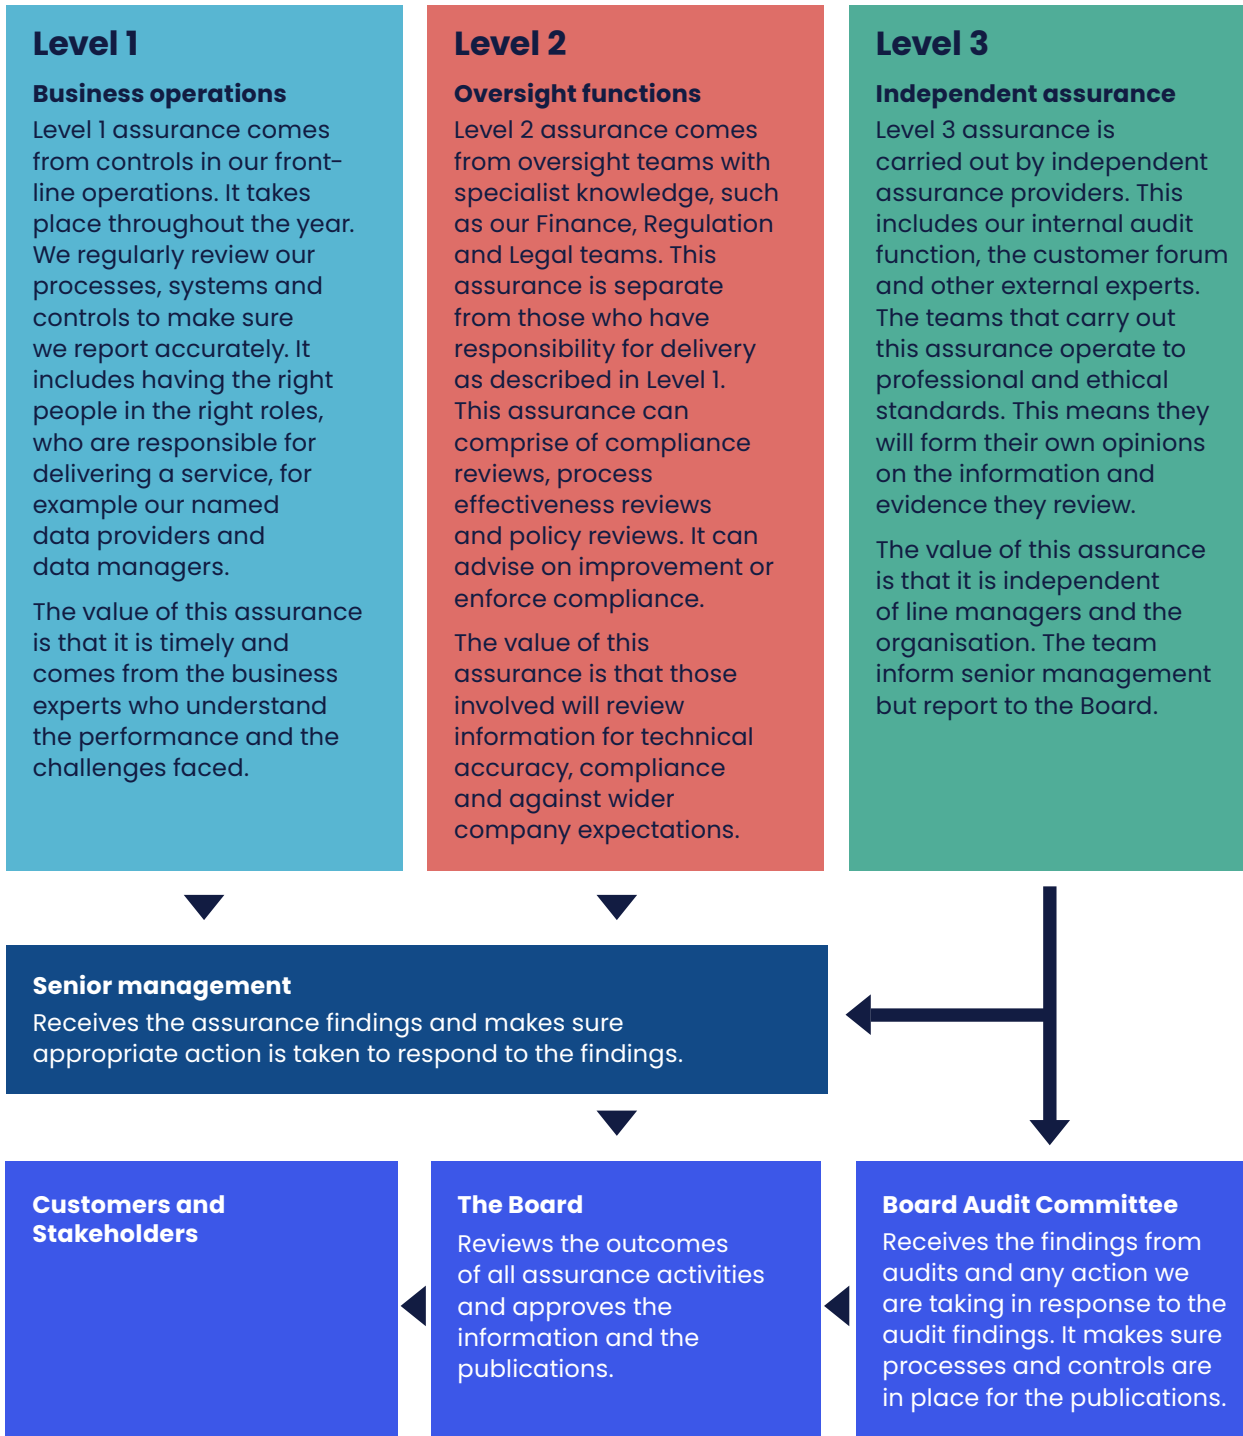 Level 1
Business operations
Level 1 assurance comes
from controls in our front-
line operations. It takes
place throughout the year.
We regularly review our
processes, systems and
controls to make sure
we report accurately. It
includes having the right
people in the right roles,
who are responsible for
delivering a service, for
example our named
data providers and
data managers.
The value of this assurance
is that it is timely and
comes from the business
experts who understand
the performance and the
challenges faced.
Level 2
Oversight functions
Level 2 assurance comes
from oversight teams with
specialist knowledge, such
as our Finance, Regulation
and Legal teams. This
assurance is separate
from those who have
responsibility for delivery
as described in Level 1.
This assurance can
comprise of compliance
reviews, process
effectiveness reviews
and policy reviews. It can
advise on improvement or
enforce compliance.
The value of this
assurance is that those
involved will review
information for technical
accuracy, compliance
and against wider
company expectations.
Level 3
Independent assurance
Level 3 assurance is
carried out by independent
assurance providers. This
includes our internal audit
function, the customer forum
and other external experts.
The teams that carry out
this assurance operate to
professional and ethical
standards. This means they
will form their own opinions
on the information and
evidence they review.
The value of this assurance
is that it is independent
of line managers and the
organisation. The team
inform senior management
but report to the Board.
Senior management
Receives the assurance findings and makes sure
appropriate action is taken to respond to the findings.
Customers and
Stakeholders
The Board
Reviews the outcomes
of all assurance activities
and approves the
information and the
publications.
Board Audit Committee
Receives the findings from
audits and any action we
are taking in response to the
audit findings. It makes sure
processes and controls are
in place for the publications.